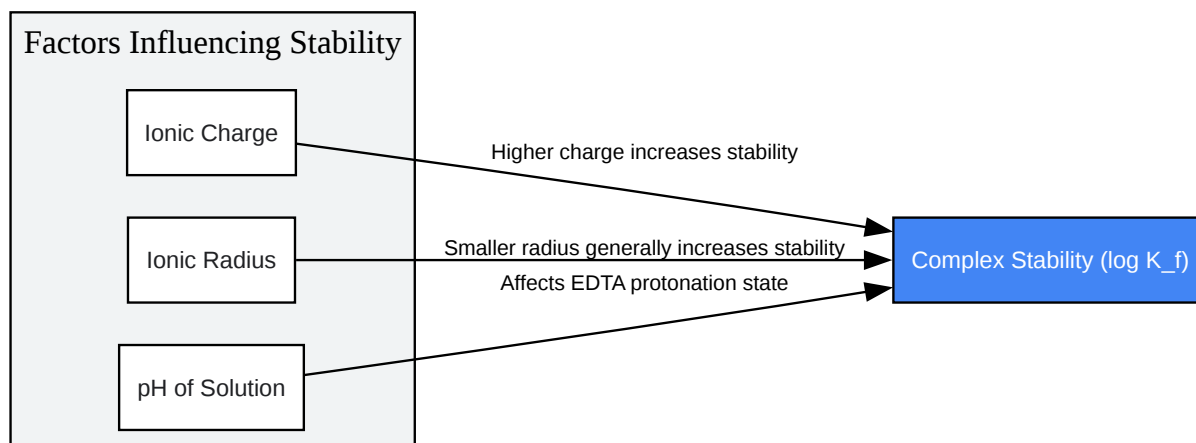 Factors Influencing Stability
Ionic Charge
Higher charge increases stability
Ionic Radius
Smaller radius generally increases stability
Complex Stability (log K_f)
Affects EDTA protonation state
pH of Solution